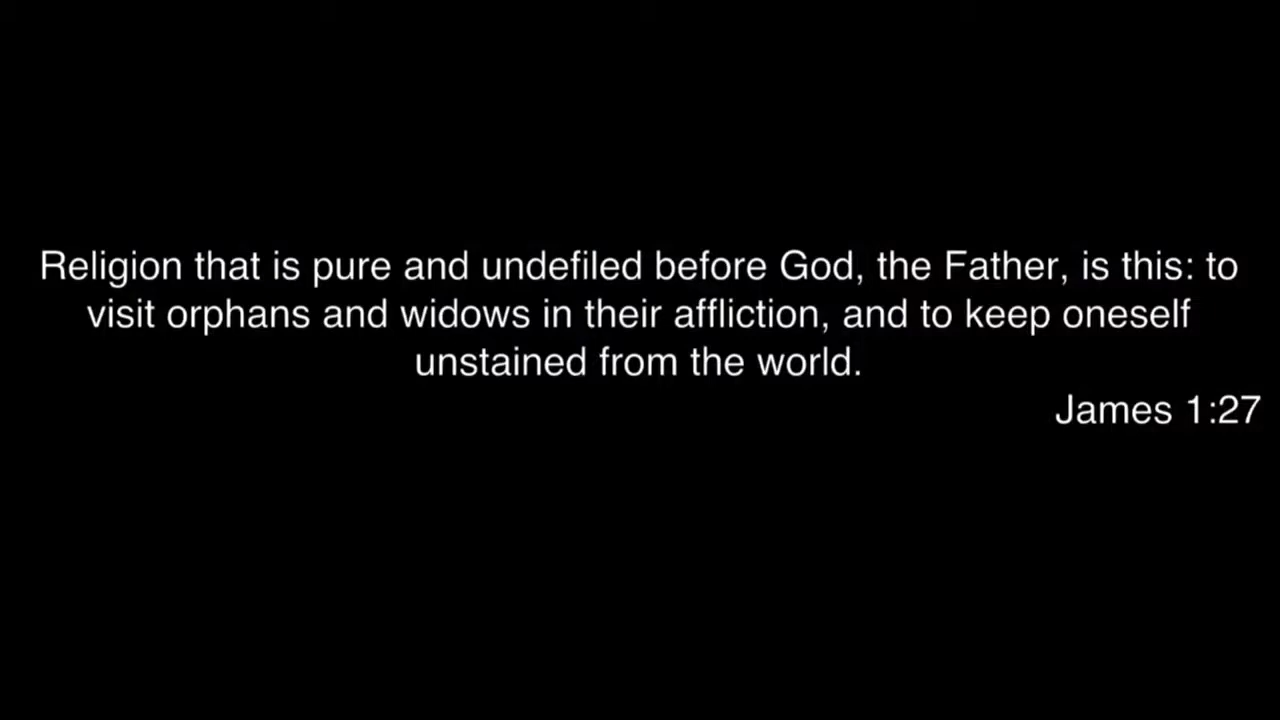 Religion that is pure and undefiled before God, the Father, is this: to
visit orphans and widows in their affliction, and to keep oneself
unstained from the world.
James 1:27